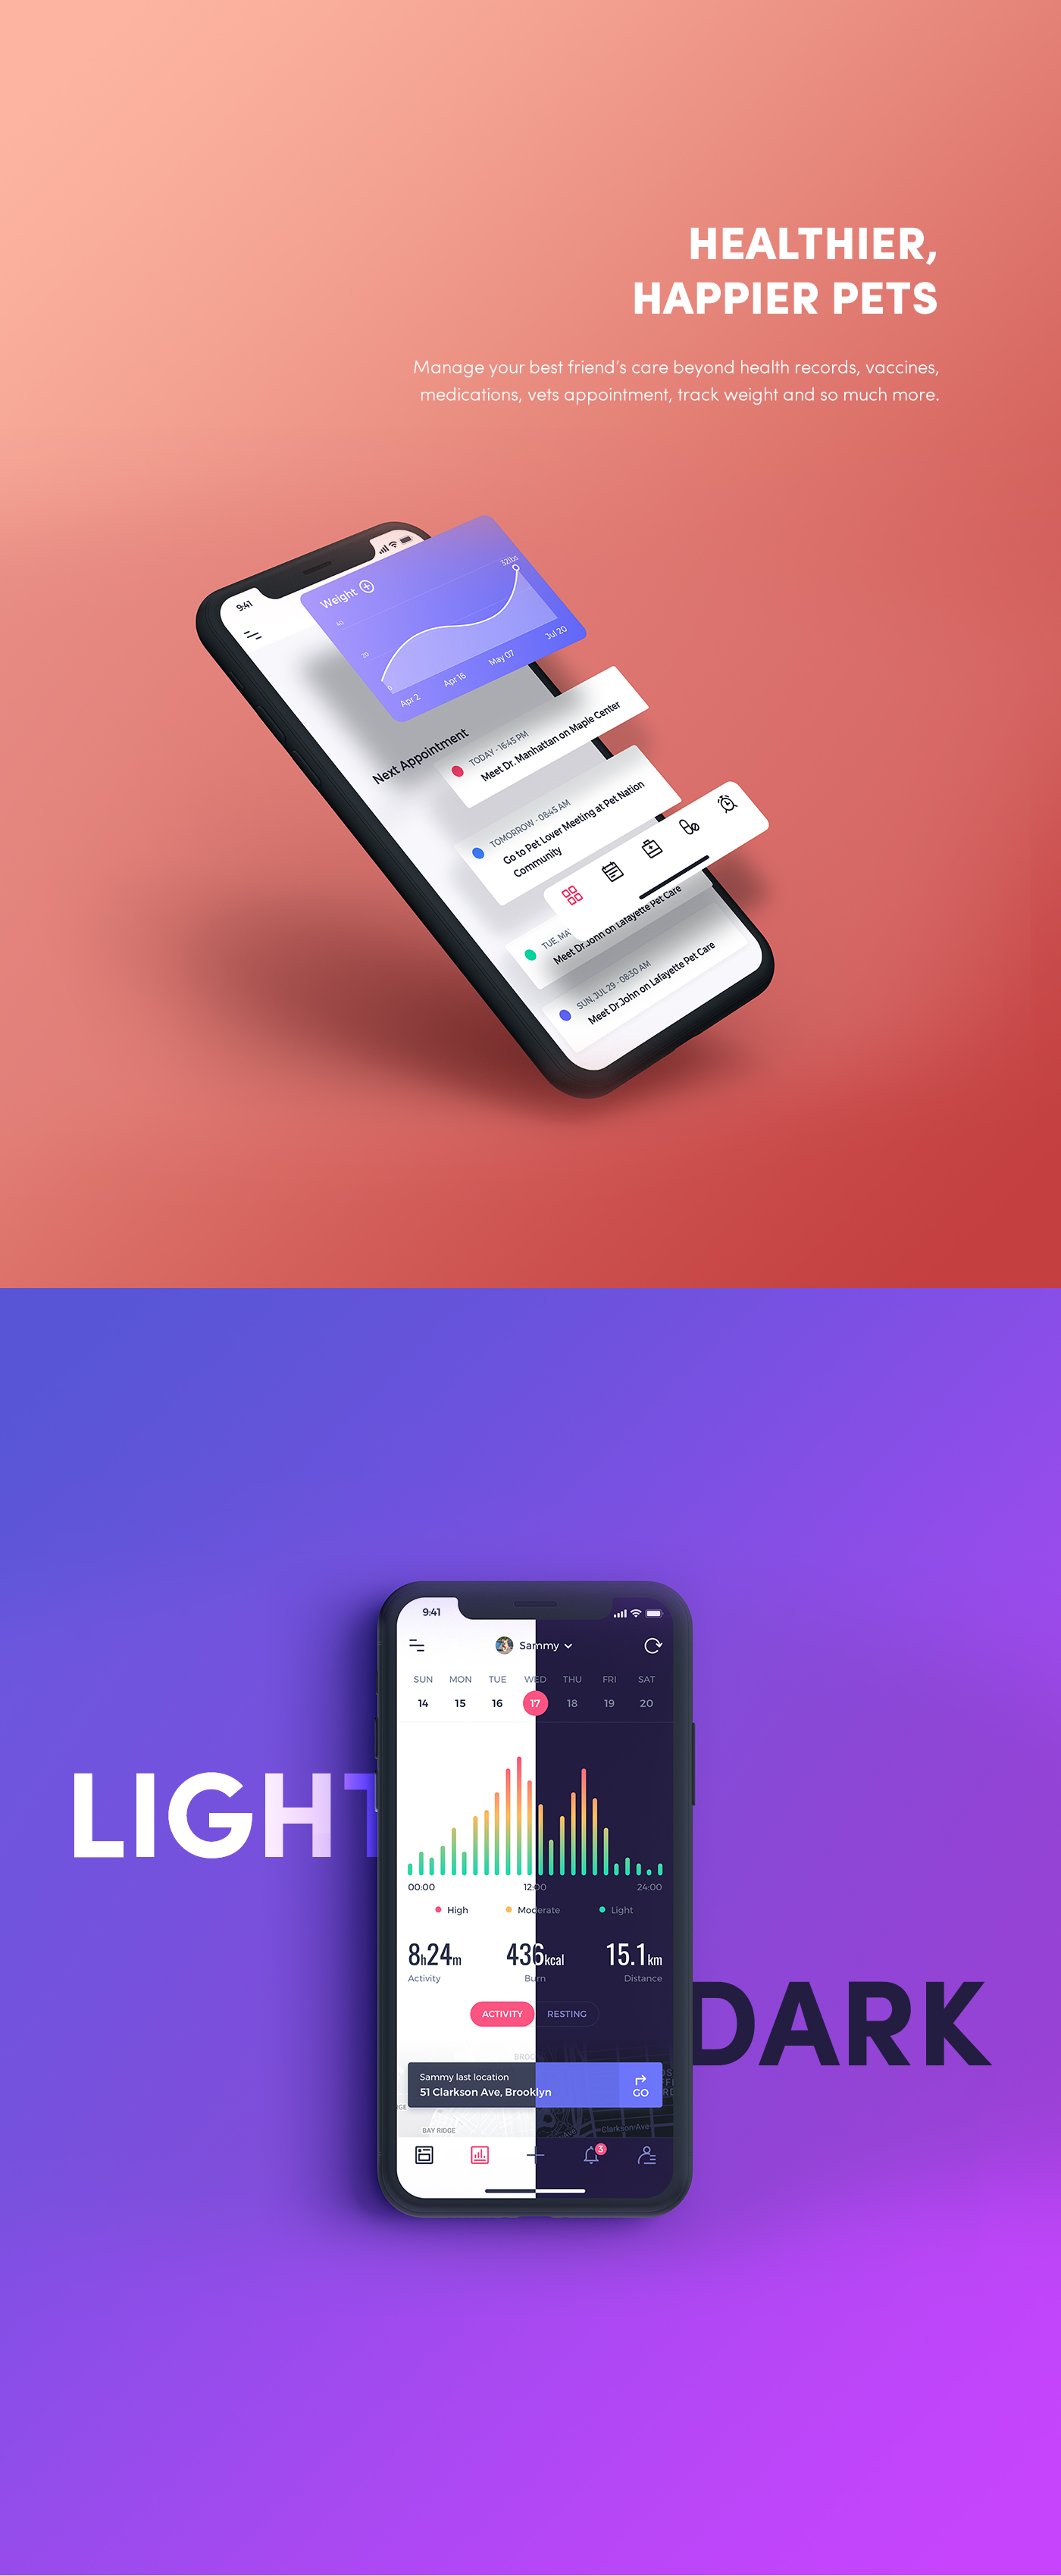 HEALTHIER,
HAPPIER PETS
Manage your best friend's care beyond health records, vaccines,
medications, vets appointment, track weight and so much more.
9:41
Weight
52lbs
40
20
0
Apr 2
Apr 16
May 07
Jul 20
Next Appointment
TODAY - 16:45 PM
Meet Dr. Manhattan on Maple Center
TOMORROW - 08:45 AM
Go to Pet Lover Meeting at Pet Nation
Community
TUE, MA
Meet Dr.John on Lafayette Pet Care
SUN, JUL 29 - 08:30 AM
Meet Dr.John on Lafayette Pet Care
LIGHT
DARK
9:41
Sammy
SUN MON TUE WED THU FRI SAT
14 15 16 17 18 19 20
00:00 12:00 24:00
High Moderate Light
8h24m 436kcal 15.1km
Activity Burn Distance
ACTIVITY RESTING
BROO
Sammy last location
51 Clarkson Ave, Brooklyn
GO
Clarkson Ave
BAY RIDGE
3